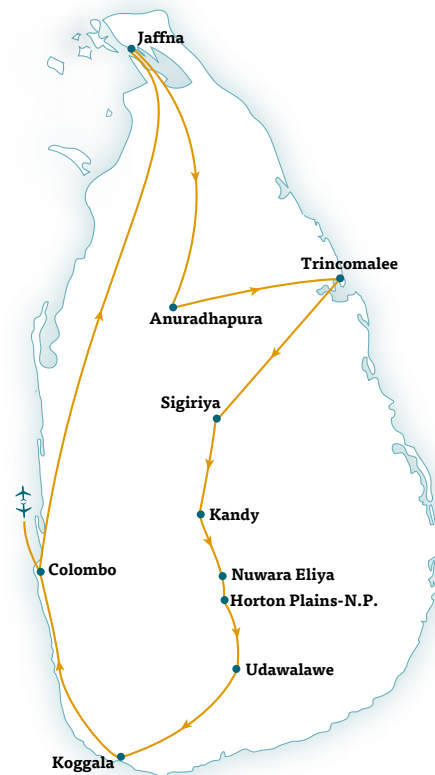 Jaffna
Trincomalee
Anuradhapura
Sigiriya
Kandy
Nuwara Eliya
Colombo
Horton Plains-N.P.
Udawalawe
Koggala